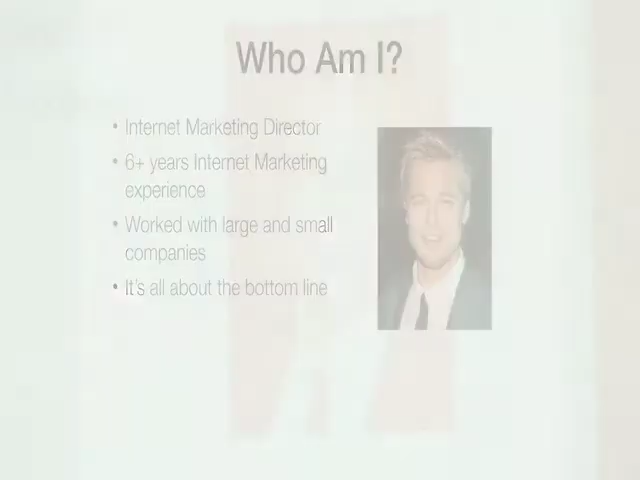 Who Am I?
• Internet Marketing Director
• 6+ years Internet Marketing
experience
• Worked with large and small
companies
• It's all about the bottom line